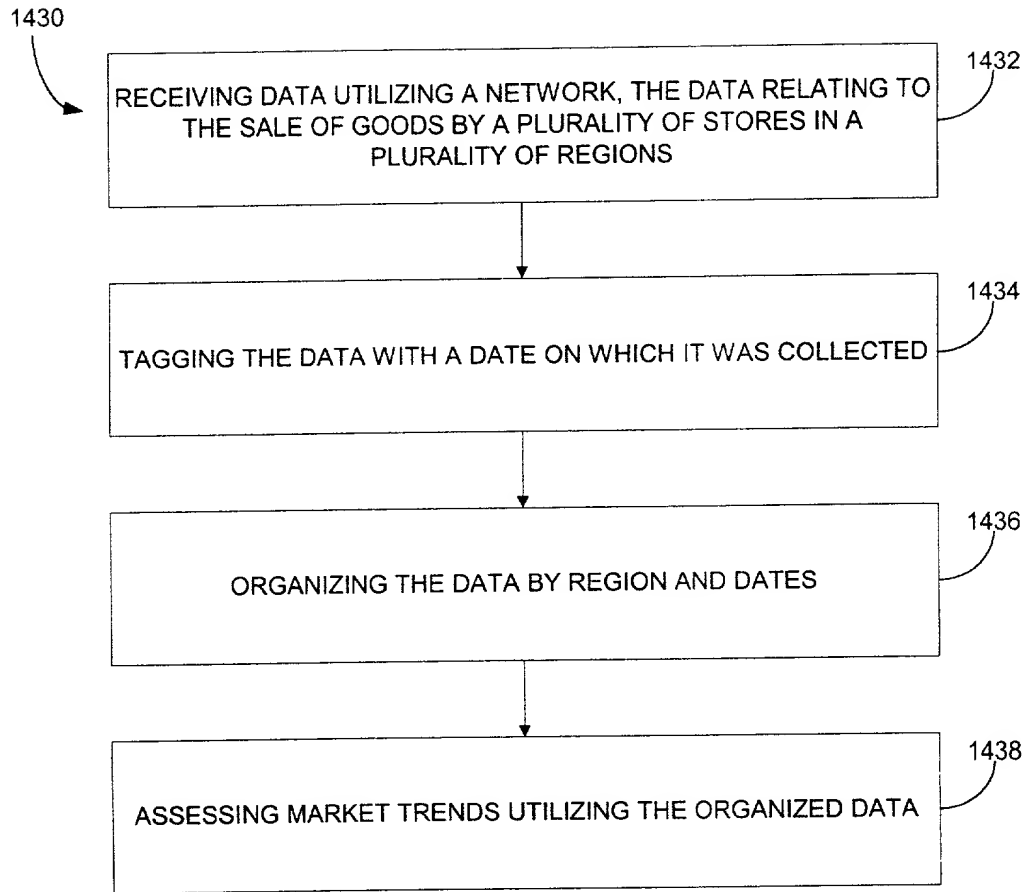 1430
1432
RECEIVING DATA UTILIZING A NETWORK, THE DATA RELATING TO
THE SALE OF GOODS BY A PLURALITY OF STORES IN A
PLURALITY OF REGIONS
1434
TAGGING THE DATA WITH A DATE ON WHICH IT WAS COLLECTED
1436
ORGANIZING THE DATA BY REGION AND DATES
1438
ASSESSING MARKET TRENDS UTILIZING THE ORGANIZED DATA